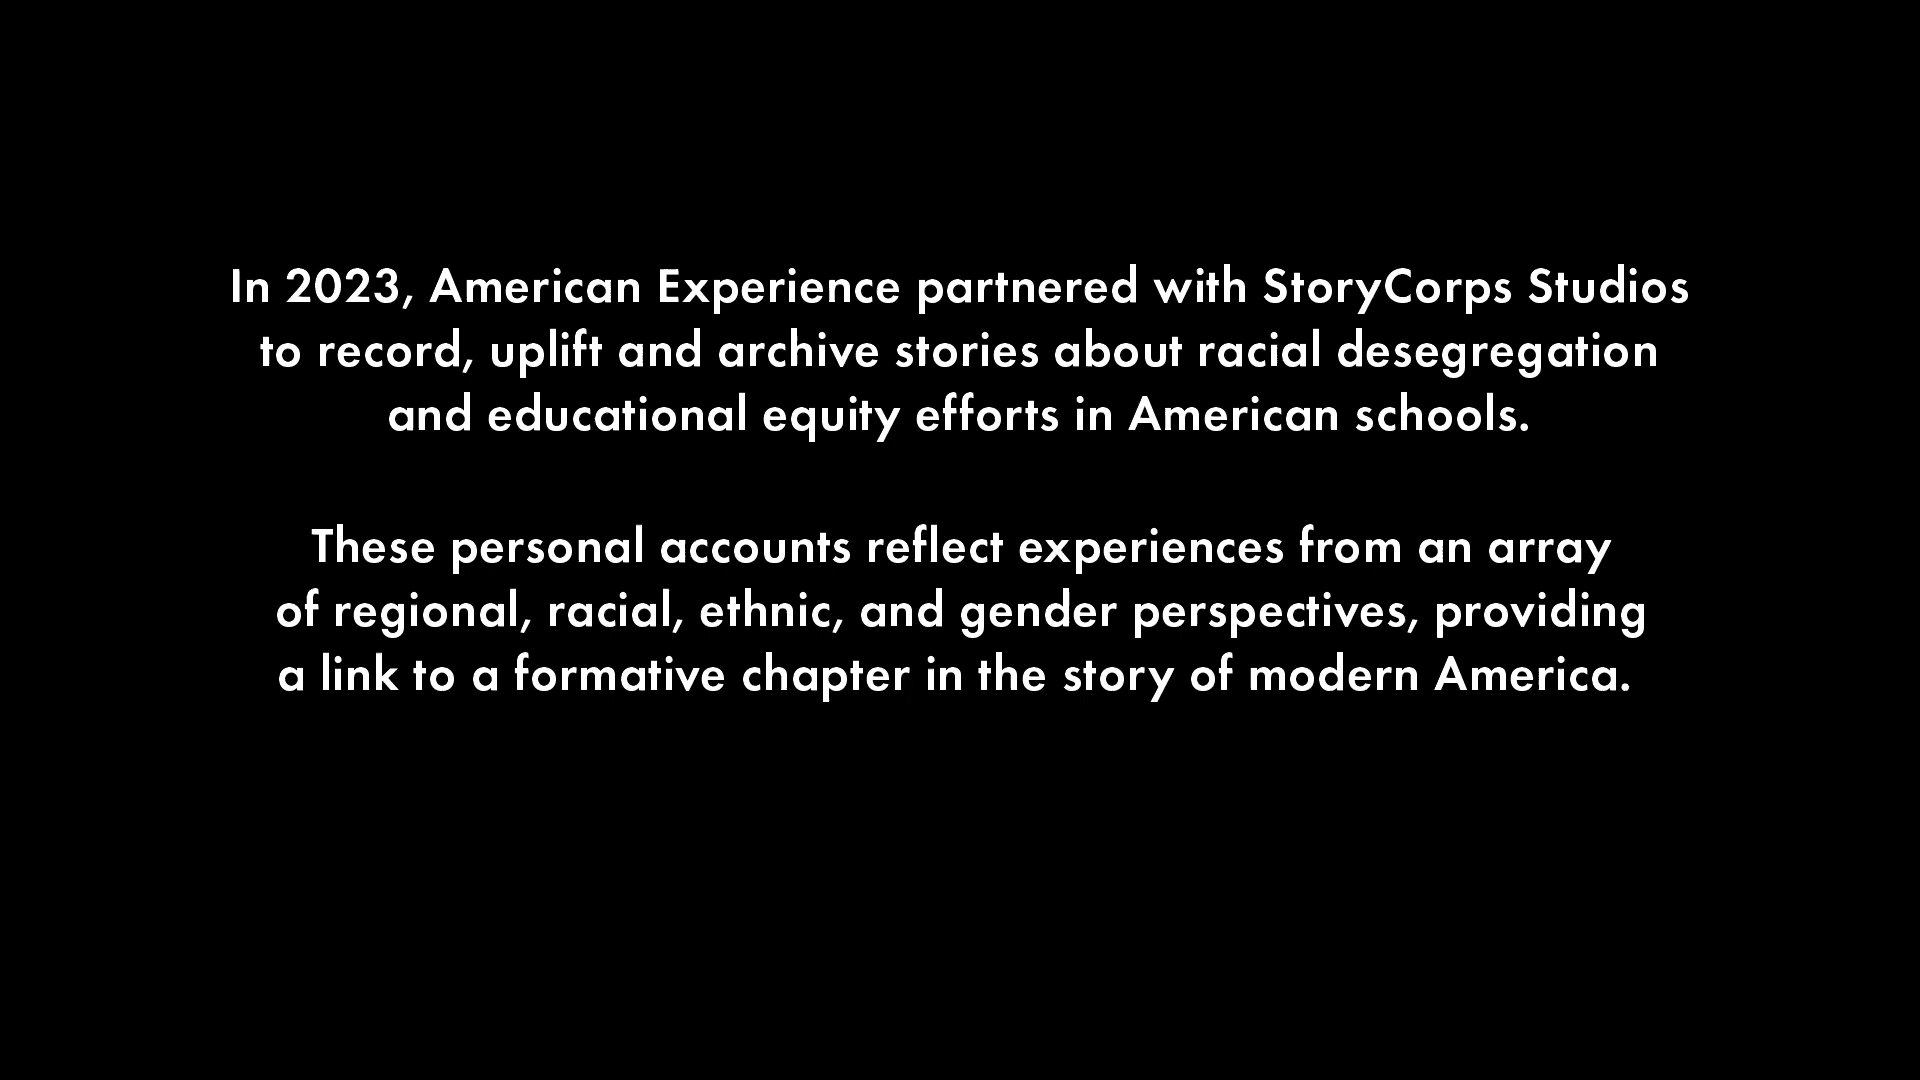 In 2023, American Experience partnered with StoryCorps Studios
to record, uplift and archive stories about racial desegregation
and educational equity efforts in American schools.
These personal accounts reflect experiences from an array
of regional, racial, ethnic, and gender perspectives, providing
a link to a formative chapter in the story of modern America.